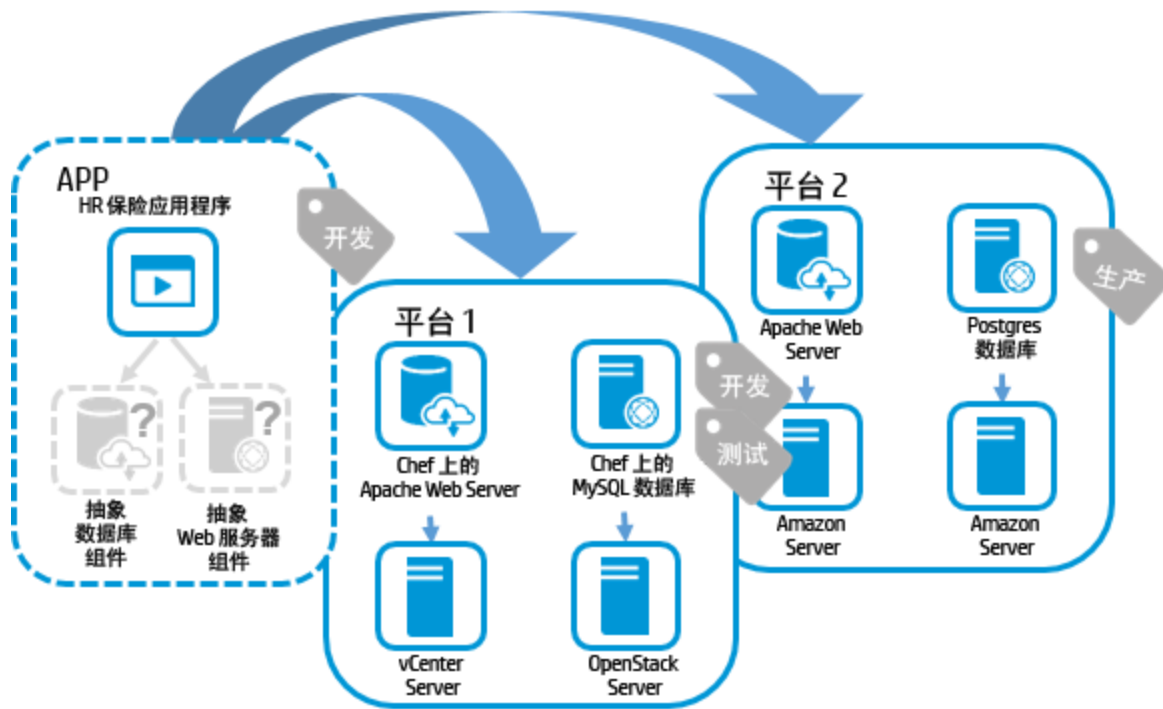 APP
HR 保险应用程序
?
?
抽象
数据库
组件
抽象
Web 服务器
组件
开发
平台 1
Chef 上的
Apache Web Server
Chef 上的
MySQL 数据库
vCenter
Server
OpenStack
Server
开发
测试
平台 2
Apache Web
Server
Postgres
数据库
Amazon
Server
Amazon
Server
生产